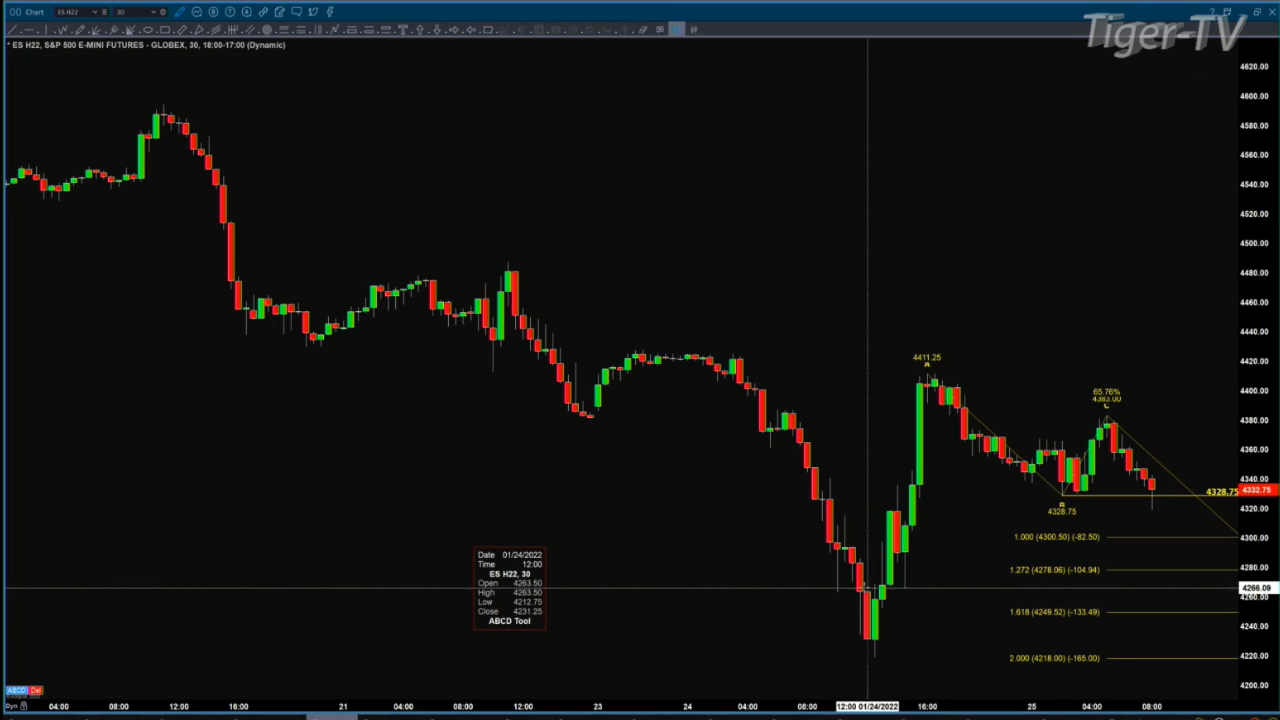 Chart ES H22 30
Tiger-TV
* ES H22, S&P 500 E-MINI FUTURES - GLOBEX, 30, 18:00-17:00 (Dynamic)
4620.00
4600.00
4580.00
4560.00
4540.00
4520.00
4500.00
4480.00
4460.00
4440.00
4420.00
4400.00
4380.00
4360.00
4340.00
4332.75
4320.00
4300.00
4280.00
4266.09
4260.00
4240.00
4220.00
4200.00
4411.25
A
65.76%
4383.00
C
4328.75
B
4328.75
1.000 (4300.50) (-82.50)
1.272 (4278.06) (-104.94)
1.618 (4249.52) (-133.49)
2.000 (4218.00) (-165.00)
Date 01/24/2022
Time 12:00
ES H22, 30
Open 4263.50
High 4263.50
Low 4212.75
Close 4231.25
ABCD Tool
ABCD Del
Dyn 04:00 08:00 12:00 16:00 21 04:00 08:00 12:00 23 24 04:00 08:00 12:00 01/24/2022 16:00 25 04:00 08:00